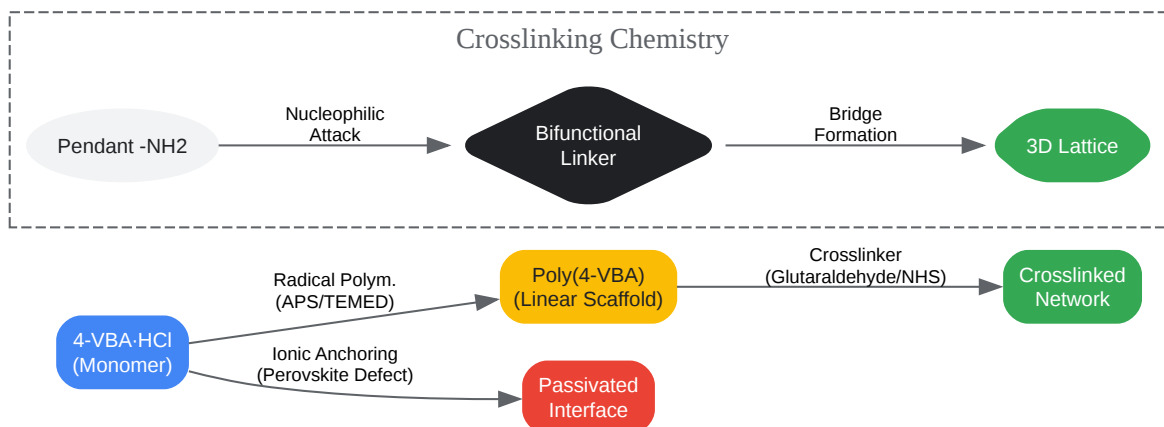 Crosslinking Chemistry
Pendant -NH2
Nucleophilic
Attack
Bifunctional
Linker
Bridge
Formation
3D Lattice
4-VBA·HCl
(Monomer)
Radical Polym.
(APS/TEMED)
Poly(4-VBA)
(Linear Scaffold)
Crosslinker
(Glutaraldehyde/NHS)
Crosslinked
Network
Ionic Anchoring
(Perovskite Defect)
Passivated
Interface